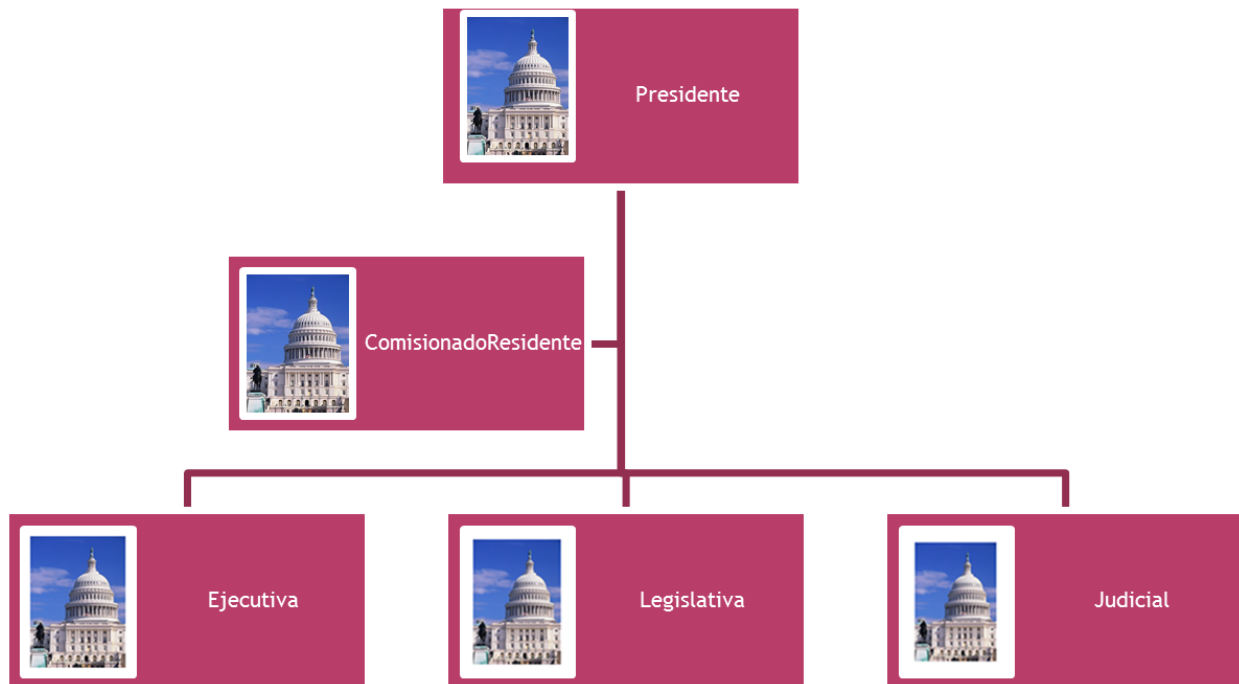 Presidente
ComisionadoResidente
Ejecutiva
Legislativa
Judicial